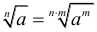 ⁿ√a = ⁿ·ᵐ√aᵐ